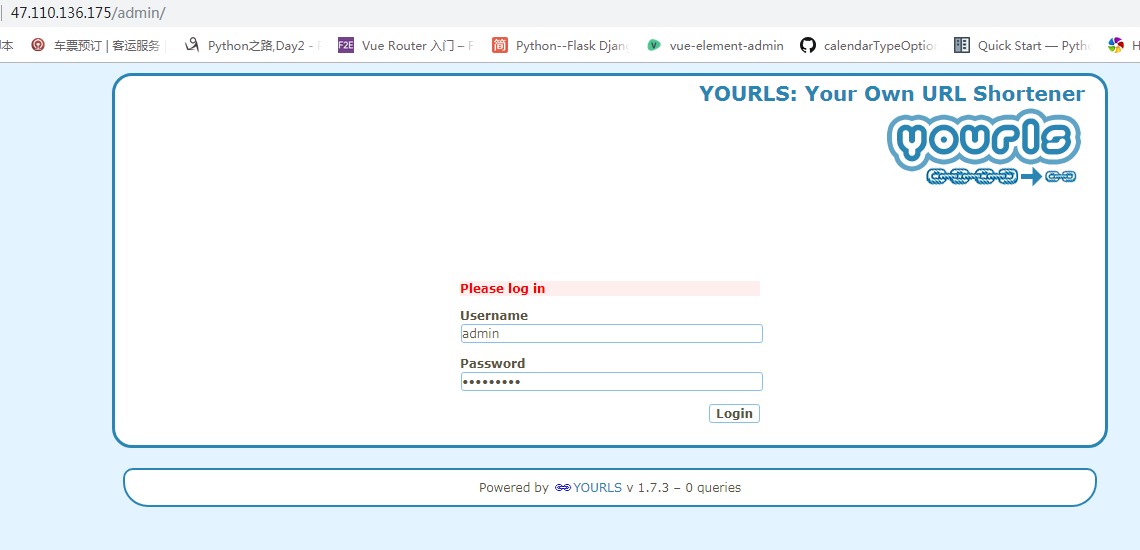 47.110.136.175/admin/
本 车票预订 | 客运服务 Python之路,Day2 - F2E Vue Router 入门 – 简 Python--Flask Djan vue-element-admin calendarTypeOptio Quick Start — Pyth H
YOURLS: Your Own URL Shortener
yourls
Please log in
Username
admin
Password
•••••••••
Login
Powered by YOURLS v 1.7.3 – 0 queries